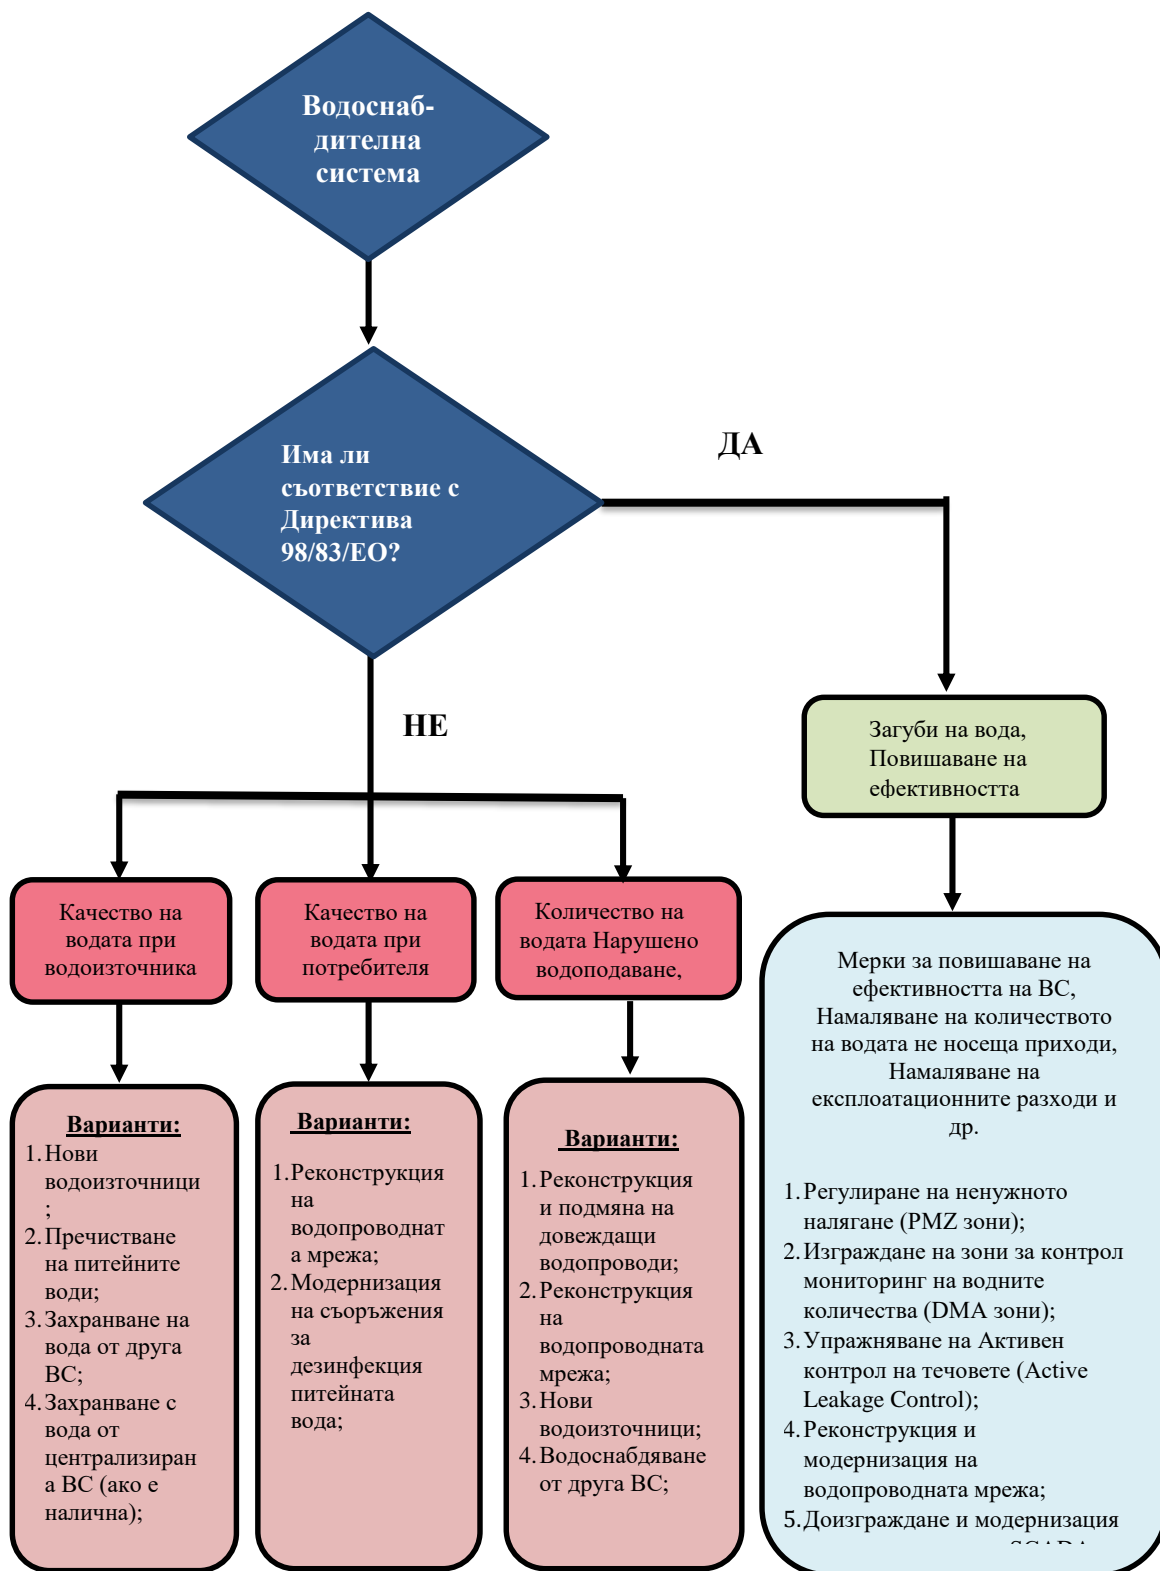 Водоснаб-
дителна
система
Има ли
съответствие с
Директива
98/83/ЕО?
ДА
НЕ
Загуби на вода,
Повишаване на
ефективността
Качество на
водата при
водоизточника
Качество на
водата при
потребителя
Количество на
водата Нарушено
водоподаване,
Варианти:
1. Нови
водоизточници
;
2. Пречистване
на питейните
води;
3. Захранване на
вода от друга
ВС;
4. Захранване с
вода от
централизиран
а ВС (ако е
налична);
Варианти:
1. Реконструкция
на
водопроводнат
а мрежа;
2. Модернизация
на съоръжения
за
дезинфекция
питейната
вода;
Варианти:
1. Реконструкция
и подмяна на
довеждащи
водопроводи;
2. Реконструкция
на
водопроводната
мрежа;
3. Нови
водоизточници;
4. Водоснабдяване
от друга ВС;
Мерки за повишаване на
ефективността на ВС,
Намаляване на количеството
на водата не носеща приходи,
Намаляване на
експлоатационните разходи и
др.
1. Регулиране на ненужното
налягане (PMZ зони);
2. Изграждане на зони за контрол
мониторинг на водните
количества (DMA зони);
3. Упражняване на Активен
контрол на течовете (Active
Leakage Control);
4. Реконструкция и
модернизация на
водопроводната мрежа;
5. Доизграждане и модернизация